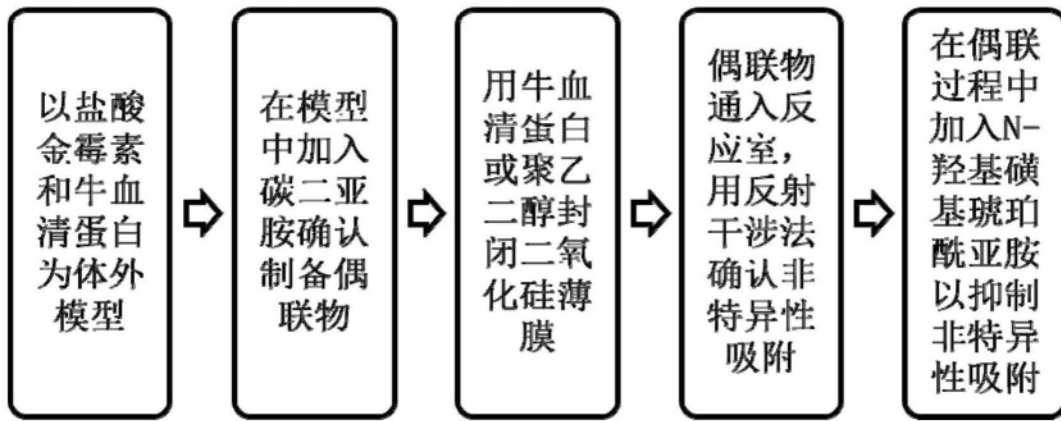 以盐酸
金霉素
和牛血
清蛋白
为体外
模型
在模型
中加入
碳二亚
胺确认
制备偶
联物
用牛血
清蛋白
或聚乙
二醇封
闭二氧
化硅薄
膜
偶联物
通入反
应室，
用反射
干涉法
确认非
特异性
吸附
在偶联
过程中
加入N-
羟基磺
基琥珀
酰亚胺
以抑制
非特异
性吸附